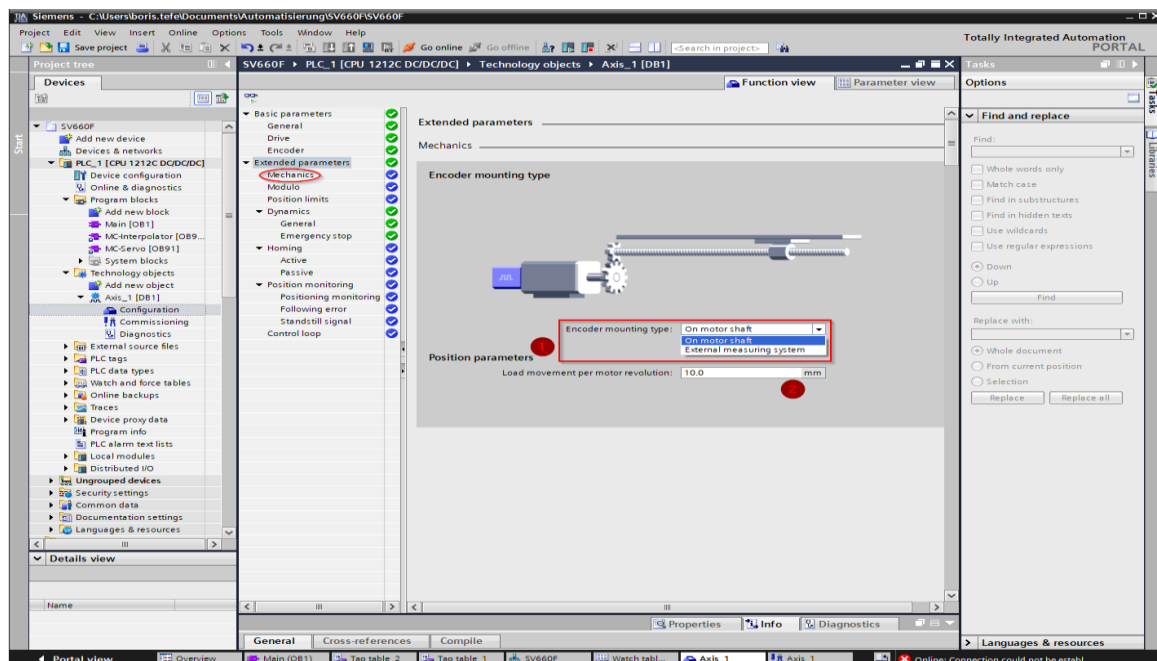 Siemens - C:\Users\boris.tefe\Documents\Automatisierung\SV660F\SV660F
Project Edit View Insert Online Options Tools Window Help
Totally Integrated Automation
PORTAL
Save project
Go online
Go offline
<Search in project>
Project tree
SV660F ▸ PLC_1 [CPU 1212C DC/DC/DC] ▸ Technology objects ▸ Axis_1 [DB1]
Tasks
Devices
Function view
Parameter view
Options
Start
SV660F
Add new device
Devices & networks
PLC_1 [CPU 1212C DC/DC/DC]
Device configuration
Online & diagnostics
Program blocks
Add new block
Main [OB1]
MC-Interpolator [OB9...
MC-Servo [OB91]
System blocks
Technology objects
Add new object
Axis_1 [DB1]
Configuration
Commissioning
Diagnostics
External source files
PLC tags
PLC data types
Watch and force tables
Online backups
Traces
Device proxy data
Program info
PLC alarm text lists
Local modules
Distributed I/O
Ungrouped devices
Security settings
Common data
Documentation settings
Languages & resources
Details view
Name
Basic parameters
General
Drive
Encoder
Extended parameters
Mechanics
Modulo
Position limits
Dynamics
General
Emergency stop
Homing
Active
Passive
Position monitoring
Positioning monitoring
Following error
Standstill signal
Control loop
Extended parameters
Mechanics
Encoder mounting type
Encoder mounting type: On motor shaft
On motor shaft
External measuring system
1
Position parameters
Load movement per motor revolution: 10.0 mm
2
Find and replace
Find:
Whole words only
Match case
Find in substructures
Find in hidden texts
Use wildcards
Use regular expressions
Down
Up
Find
Replace with:
Whole document
From current position
Selection
Replace
Replace all
Languages & resources
Tasks
Libraries
Properties
Info
Diagnostics
General
Cross-references
Compile
Portal view
Overview
Main (OB1)
Tag table_2
Tag table_1
SV660F
Watch tabl...
Axis_1
Axis_1
Online: Connection could not be establ...